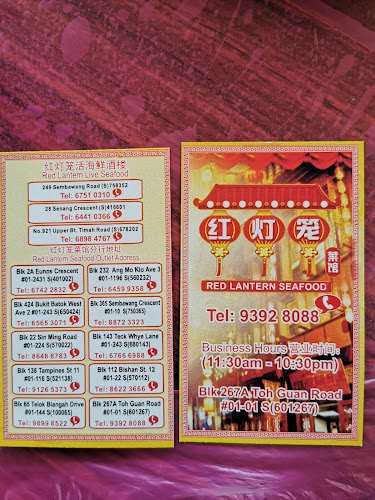 红灯笼活海鲜酒楼
Red Lantern Live Seafood
249 Sembawang Road (S)758352
Tel: 6751 0310
28 Senang Crescent (S)416601
Tel: 6441 0366
No.921 Upper Bt. Timah Road (S)678202
Tel: 6898 4767
红灯笼菜馆分行地址
Red Lantern Seafood Outlet Address
Blk 2A Eunos Crescent
#01-2431 (S)401002)
Tel: 6742 2832
Blk 232 Ang Mo Kio Ave 3
#01-1196 S(560232)
Tel: 6459 9358
Blk 424 Bukit Batok West
Ave 2 #01-243 (S)650424)
Tel: 6565 3071
Blk 365 Sembawang Crescent
#01-10 S(750365)
Tel: 8872 3323
Blk 22 Sin Ming Road
#01-224 S(570022)
Tel: 8648 8783
Blk 143 Teck Whye Lane
#01-243 S(680143)
Tel: 6766 6988
Blk 138 Tampines St 11
#01-116 S(521138)
Tel: 9126 5373
Blk 112 Bishan St. 12
#01-22 S(570112)
Tel: 8622 3666
Blk 65 Telok Blangah Drive
#01-144 S(100065)
Tel: 9899 8522
Blk 267A Toh Guan Road
#01-01 S(601267)
Tel: 9392 8088
红灯笼
菜馆
RED LANTERN SEAFOOD
Tel: 9392 8088
Business Hours 营业时间:
(11:30am - 10:30pm)
Blk 267A Toh Guan Road
#01-01 S(601267)